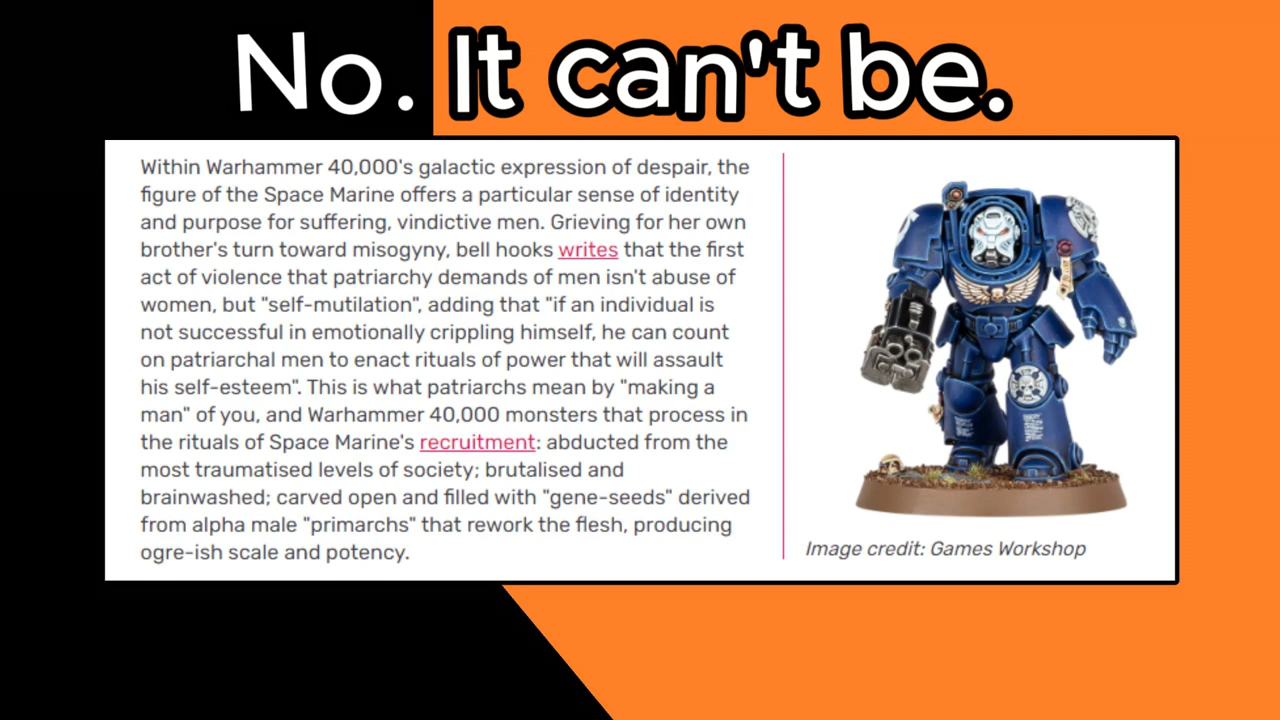 No. It can't be.
Within Warhammer 40,000's galactic expression of despair, the
figure of the Space Marine offers a particular sense of identity
and purpose for suffering, vindictive men. Grieving for her own
brother's turn toward misogyny, bell hooks writes that the first
act of violence that patriarchy demands of men isn't abuse of
women, but "self-mutilation", adding that "if an individual is
not successful in emotionally crippling himself, he can count
on patriarchal men to enact rituals of power that will assault
his self-esteem". This is what patriarchs mean by "making a
man" of you, and Warhammer 40,000 monsters that process in
the rituals of Space Marine's recruitment: abducted from the
most traumatised levels of society; brutalised and
brainwashed; carved open and filled with "gene-seeds" derived
from alpha male "primarchs" that rework the flesh, producing
ogre-ish scale and potency.
Image credit: Games Workshop